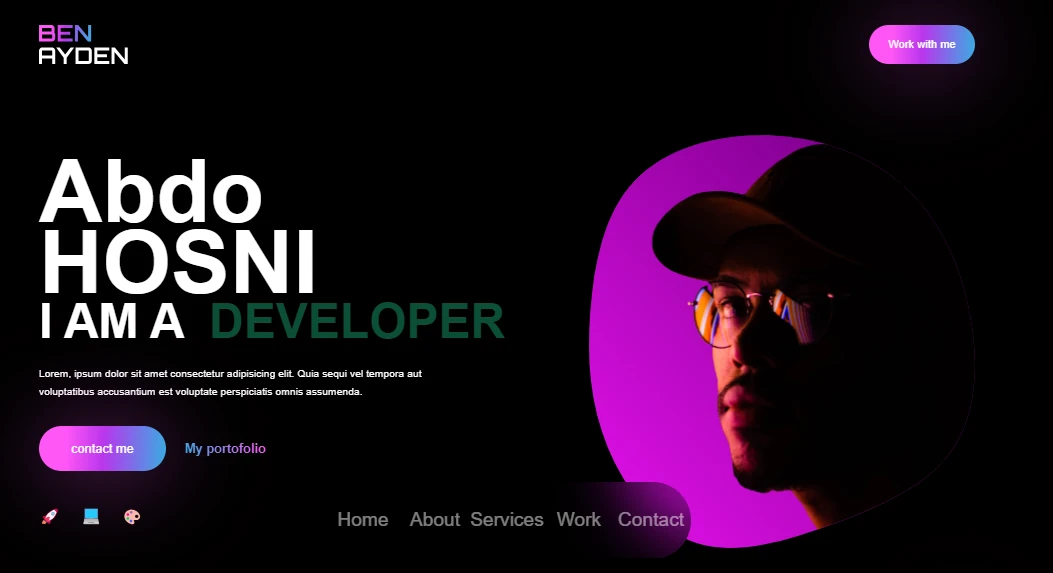 BEN
AYDEN
Work with me
Abdo
HOSNI
I AM A DEVELOPER
Lorem, ipsum dolor sit amet consectetur adipisicing elit. Quia sequi vel tempora aut
voluptatibus accusantium est voluptate perspiciatis omnis assumenda.
contact me My portofolio
Home About Services Work Contact